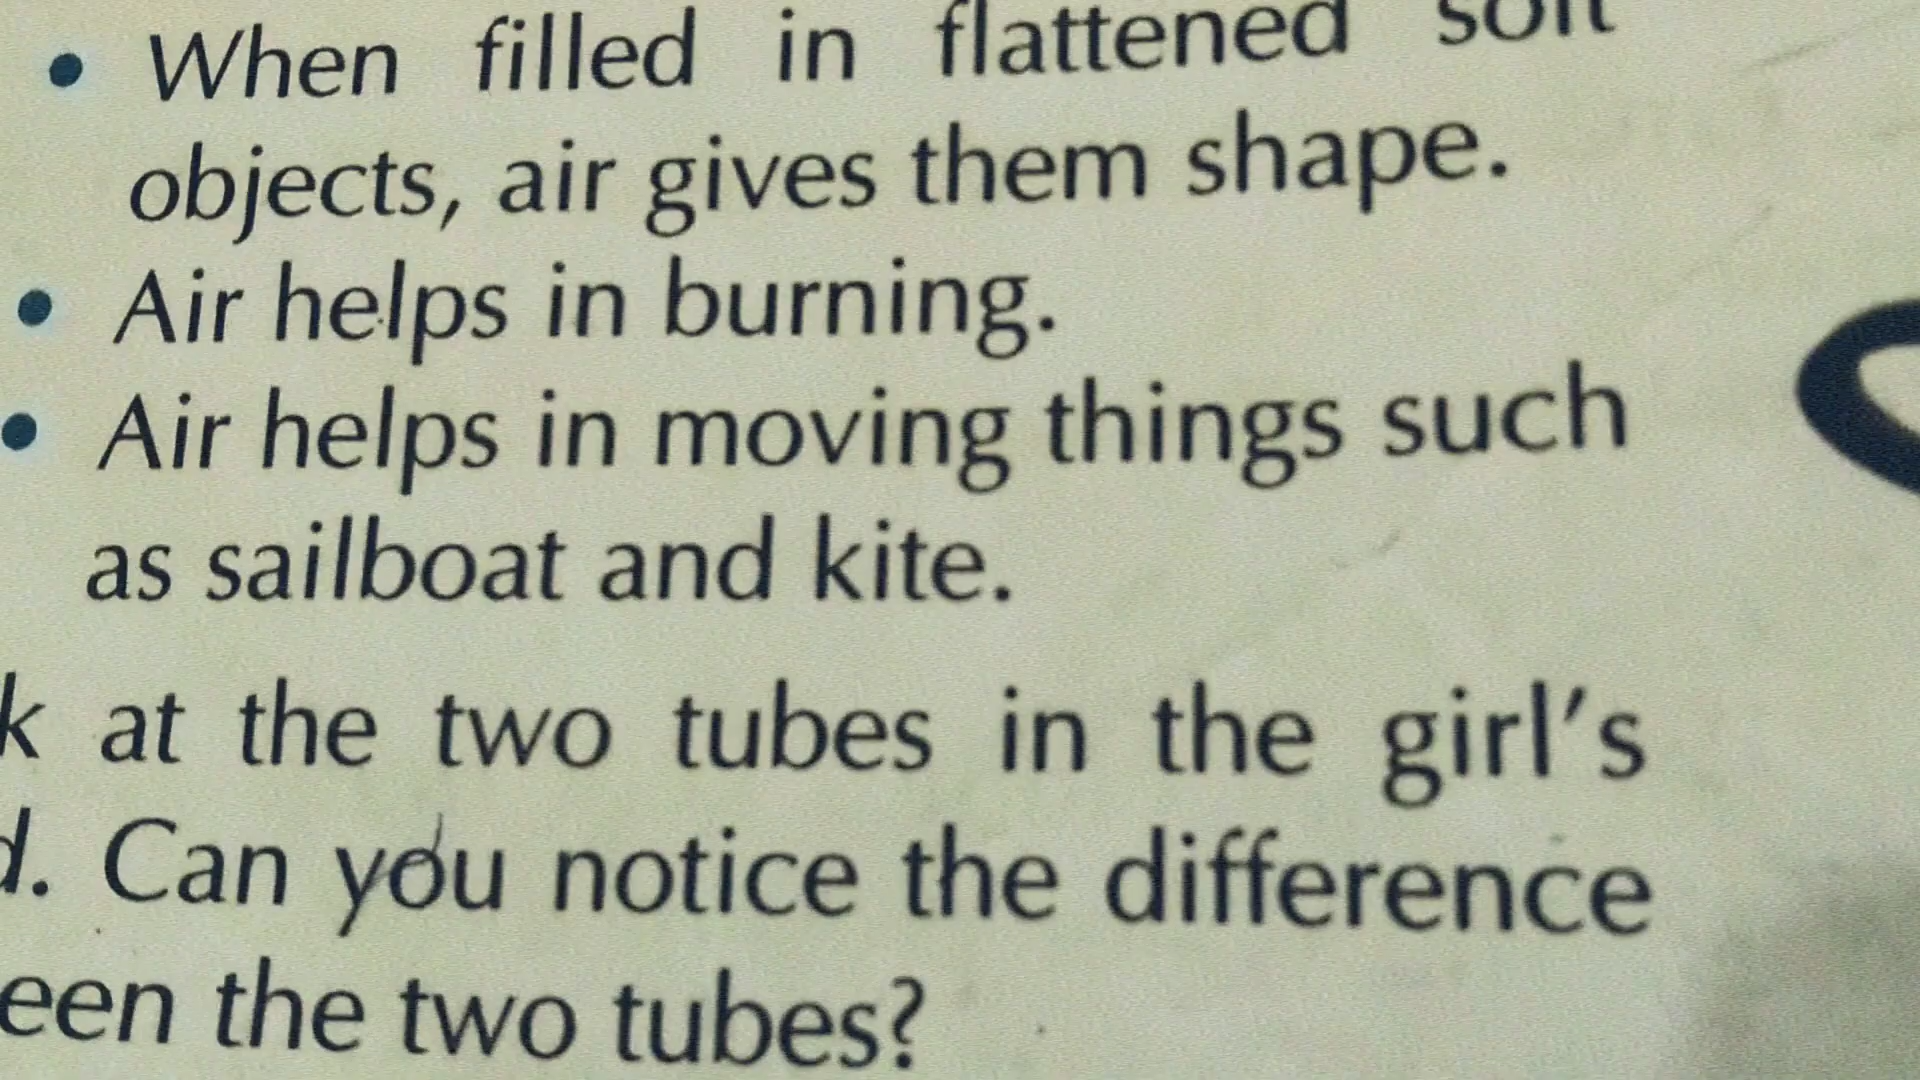 • When filled in flattened soft
objects, air gives them shape.
• Air helps in burning.
• Air helps in moving things such
as sailboat and kite.
k at the two tubes in the girl's
d. Can you notice the difference
een the two tubes?